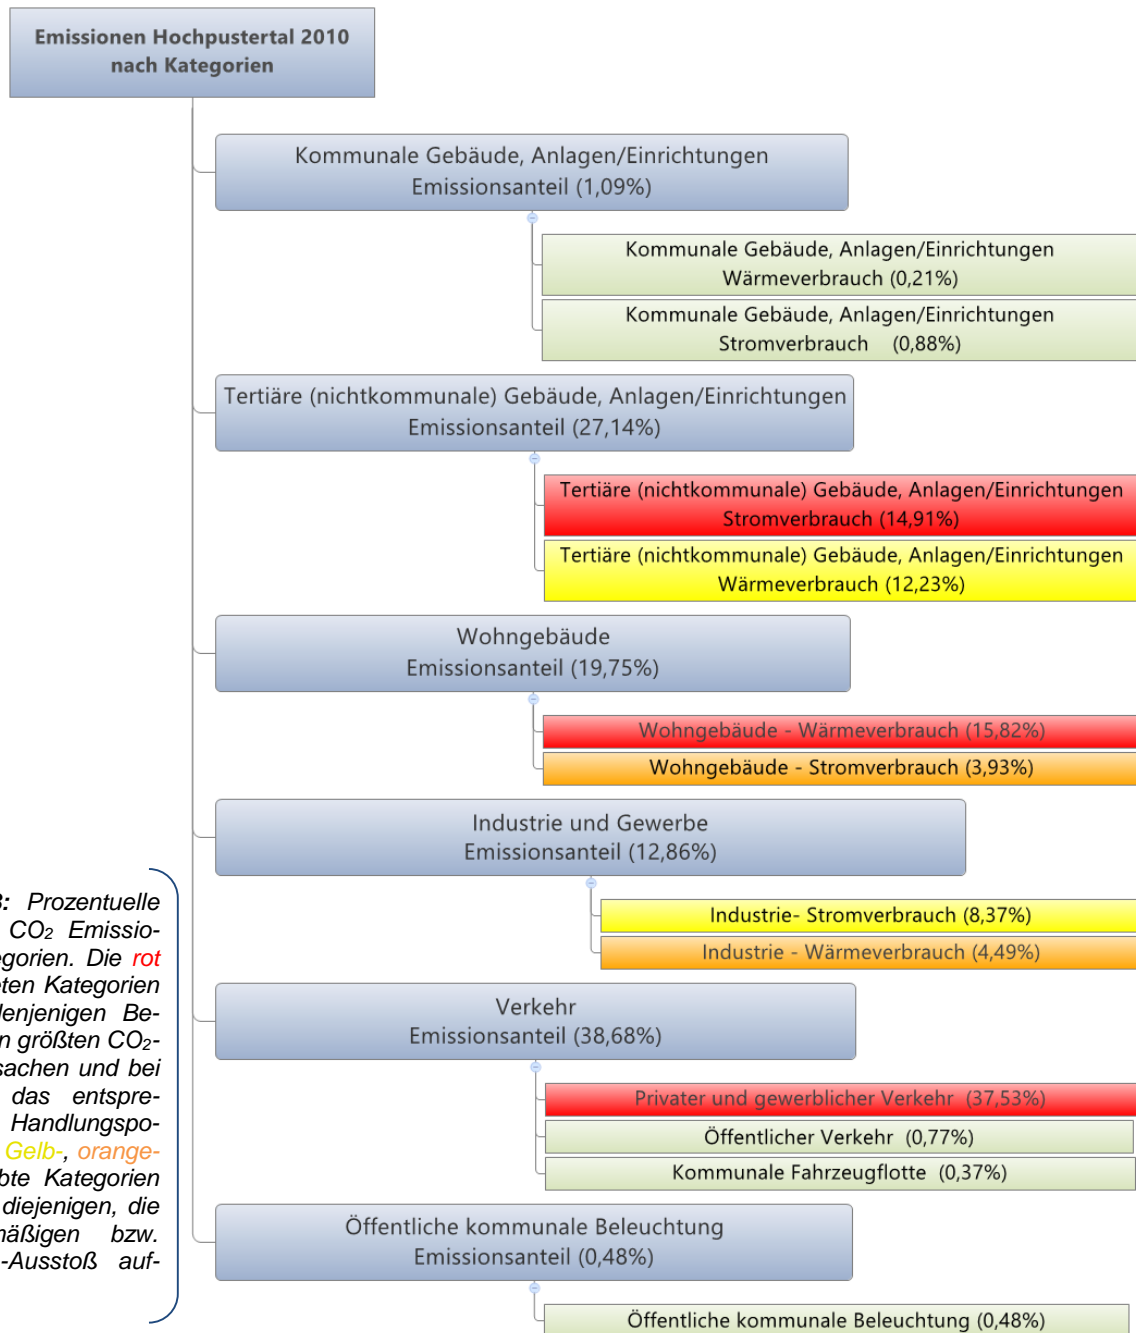 Emissionen Hochpustertal 2010
nach Kategorien
Kommunale Gebäude, Anlagen/Einrichtungen
Emissionsanteil (1,09%)
Kommunale Gebäude, Anlagen/Einrichtungen
Wärmeverbrauch (0,21%)
Kommunale Gebäude, Anlagen/Einrichtungen
Stromverbrauch (0,88%)
Tertiäre (nichtkommunale) Gebäude, Anlagen/Einrichtungen
Emissionsanteil (27,14%)
Tertiäre (nichtkommunale) Gebäude, Anlagen/Einrichtungen
Stromverbrauch (14,91%)
Tertiäre (nichtkommunale) Gebäude, Anlagen/Einrichtungen
Wärmeverbrauch (12,23%)
Wohngebäude
Emissionsanteil (19,75%)
Wohngebäude - Wärmeverbrauch (15,82%)
Wohngebäude - Stromverbrauch (3,93%)
Industrie und Gewerbe
Emissionsanteil (12,86%)
Industrie- Stromverbrauch (8,37%)
Industrie - Wärmeverbrauch (4,49%)
Verkehr
Emissionsanteil (38,68%)
Privater und gewerblicher Verkehr (37,53%)
Öffentlicher Verkehr (0,77%)
Kommunale Fahrzeugflotte (0,37%)
Öffentliche kommunale Beleuchtung
Emissionsanteil (0,48%)
Öffentliche kommunale Beleuchtung (0,48%)
: Prozentuelle
CO2 Emissio-
egorien. Die rot
eten Kategorien
denjenigen Be-
n größten CO2-
sachen und bei
das entspre-
Handlungspo-
Gelb-, orange-
bte Kategorien
diejenigen, die
mäßigen bzw.
-Ausstoß auf-